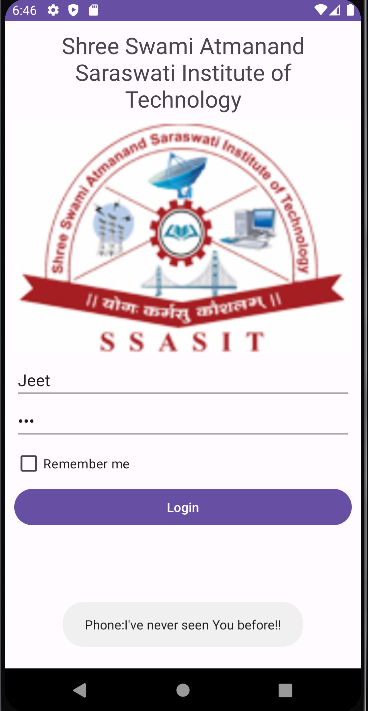 6:46
Shree Swami Atmanand
Saraswati Institute of
Technology
Shree Swami Atmanand Saraswati Institute of Technology
|| योगः कर्मसु कौशलम् ||
SSASIT
Jeet
•••
Remember me
Login
Phone:I've never seen You before!!